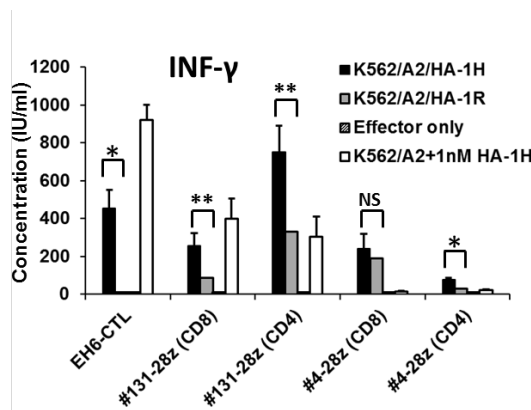 INF-γ
Concentration (IU/ml)
1200
1000
800
600
400
200
0
K562/A2/HA-1H
K562/A2/HA-1R
Effector only
K562/A2+1nM HA-1H
*
**
**
NS
*
EH6-CTL
#131-28z (CD8)
#131-28z (CD4)
#4-28z (CD8)
#4-28z (CD4)